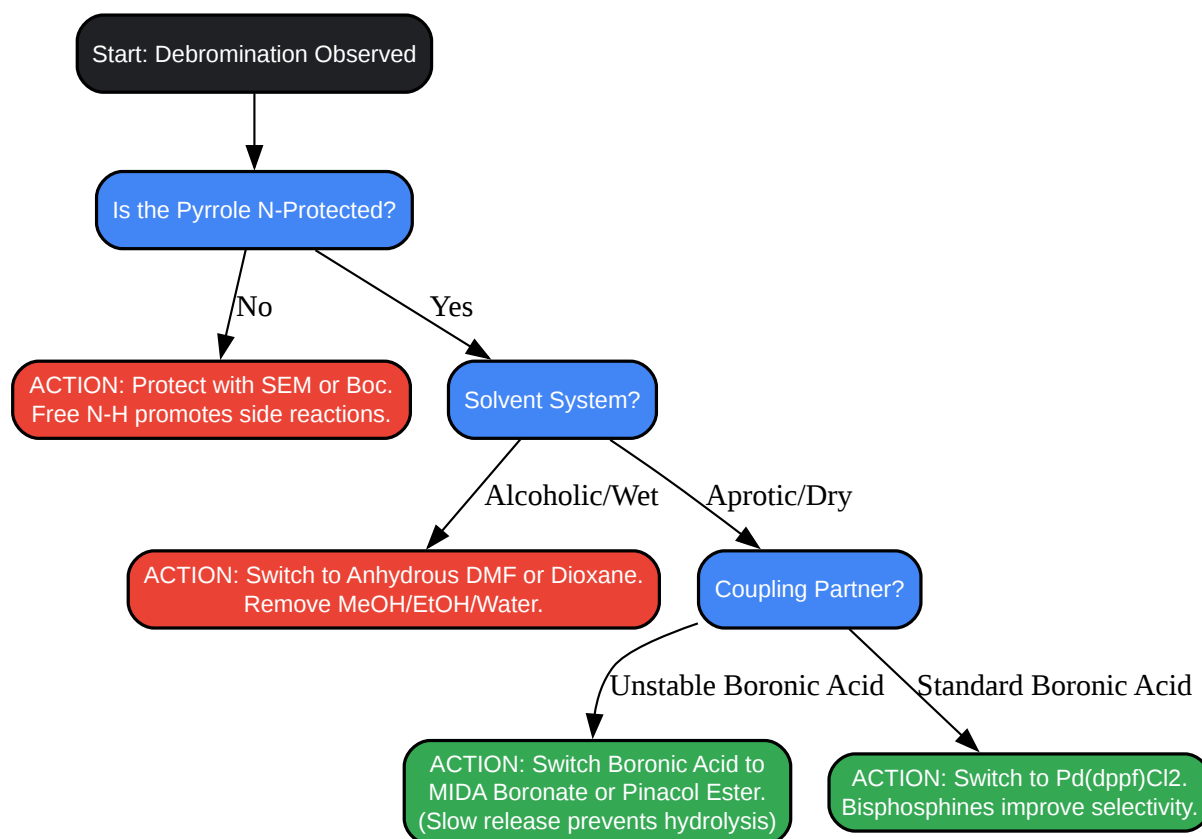 Start: Debromination Observed
Is the Pyrrole N-Protected?
No
Yes
ACTION: Protect with SEM or Boc.
Free N-H promotes side reactions.
Solvent System?
Alcoholic/Wet
Aprotic/Dry
ACTION: Switch to Anhydrous DMF or Dioxane.
Remove MeOH/EtOH/Water.
Coupling Partner?
Unstable Boronic Acid
Standard Boronic Acid
ACTION: Switch Boronic Acid to
MIDA Boronate or Pinacol Ester.
(Slow release prevents hydrolysis)
ACTION: Switch to Pd(dppf)Cl2.
Bisphosphines improve selectivity.